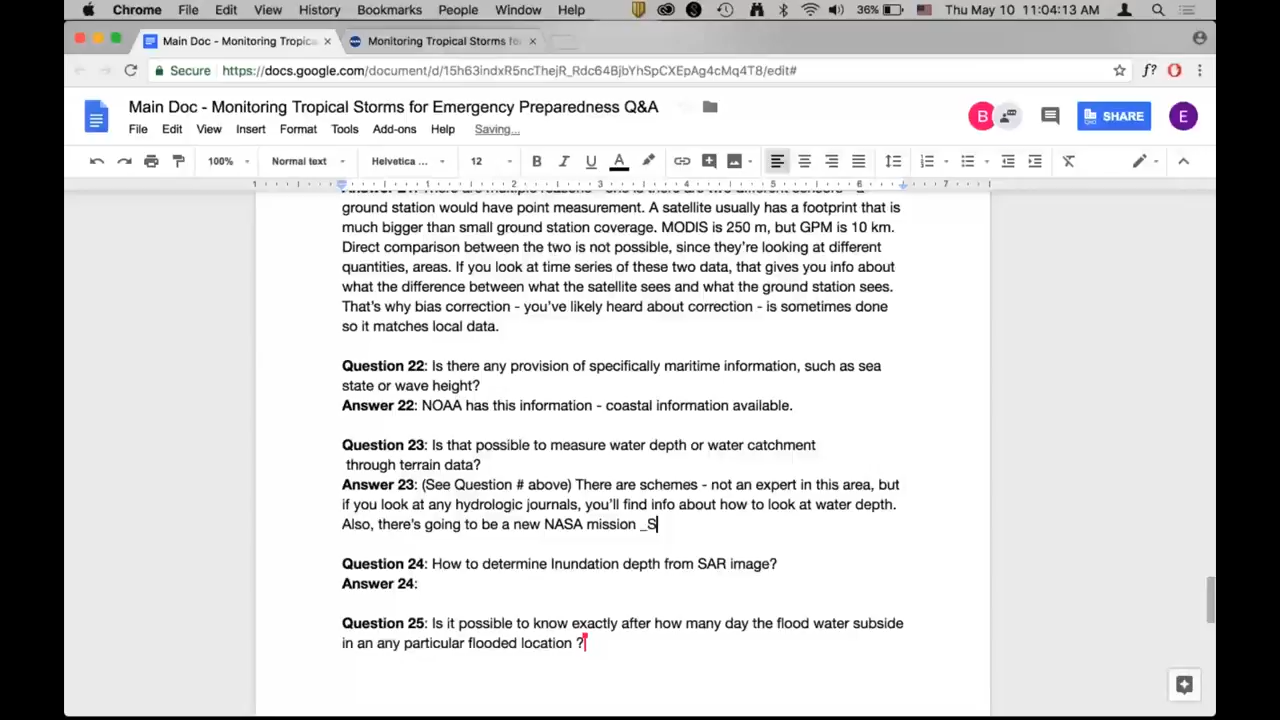 Chrome File Edit View History Bookmarks People Window Help 36% Thu May 10 11:04:13 AM
Main Doc - Monitoring Tropica × Monitoring Tropical Storms fo ×
Secure https://docs.google.com/document/d/15h63indxR5ncThejR_Rdc64BjbYhSpCXEpAg4cMq4T8/edit# f?
Main Doc - Monitoring Tropical Storms for Emergency Preparedness Q&A
B SHARE E
File Edit View Insert Format Tools Add-ons Help Saving...
100% Normal text Helvetica ... 12 B I U A
1 1 2 3 4 5 6 7
ground station would have point measurement. A satellite usually has a footprint that is
much bigger than small ground station coverage. MODIS is 250 m, but GPM is 10 km.
Direct comparison between the two is not possible, since they're looking at different
quantities, areas. If you look at time series of these two data, that gives you info about
what the difference between what the satellite sees and what the ground station sees.
That's why bias correction - you've likely heard about correction - is sometimes done
so it matches local data.
Question 22: Is there any provision of specifically maritime information, such as sea
state or wave height?
Answer 22: NOAA has this information - coastal information available.
Question 23: Is that possible to measure water depth or water catchment
through terrain data?
Answer 23: (See Question # above) There are schemes - not an expert in this area, but
if you look at any hydrologic journals, you'll find info about how to look at water depth.
Also, there's going to be a new NASA mission _S
Question 24: How to determine Inundation depth from SAR image?
Answer 24:
Question 25: Is it possible to know exactly after how many day the flood water subside
in an any particular flooded location ?